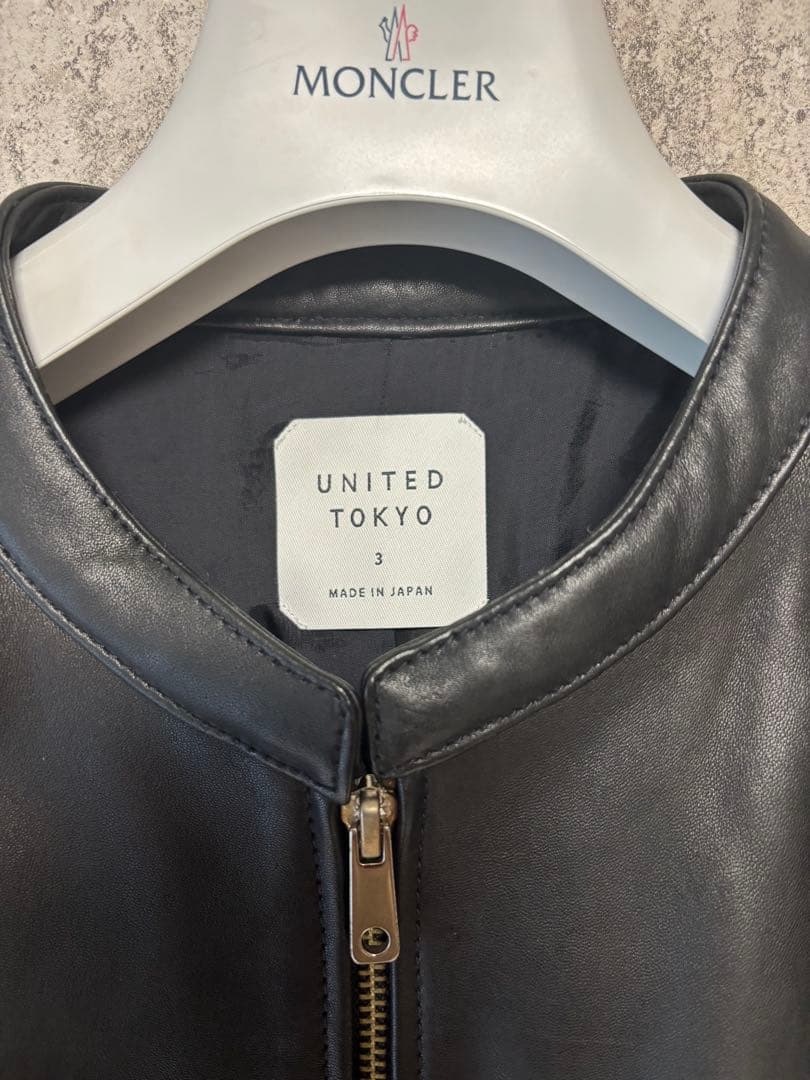 MONCLER
UNITED
TOKYO
3
MADE IN JAPAN